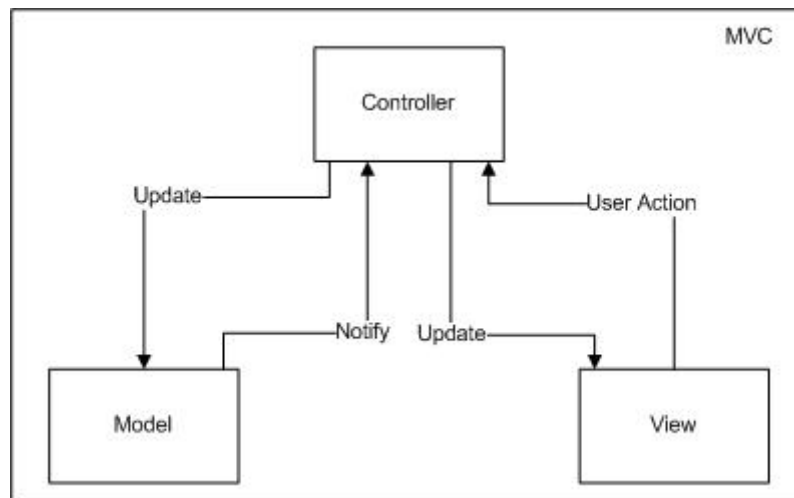 MVC
Controller
Update
User Action
Notify
Update
Model
View